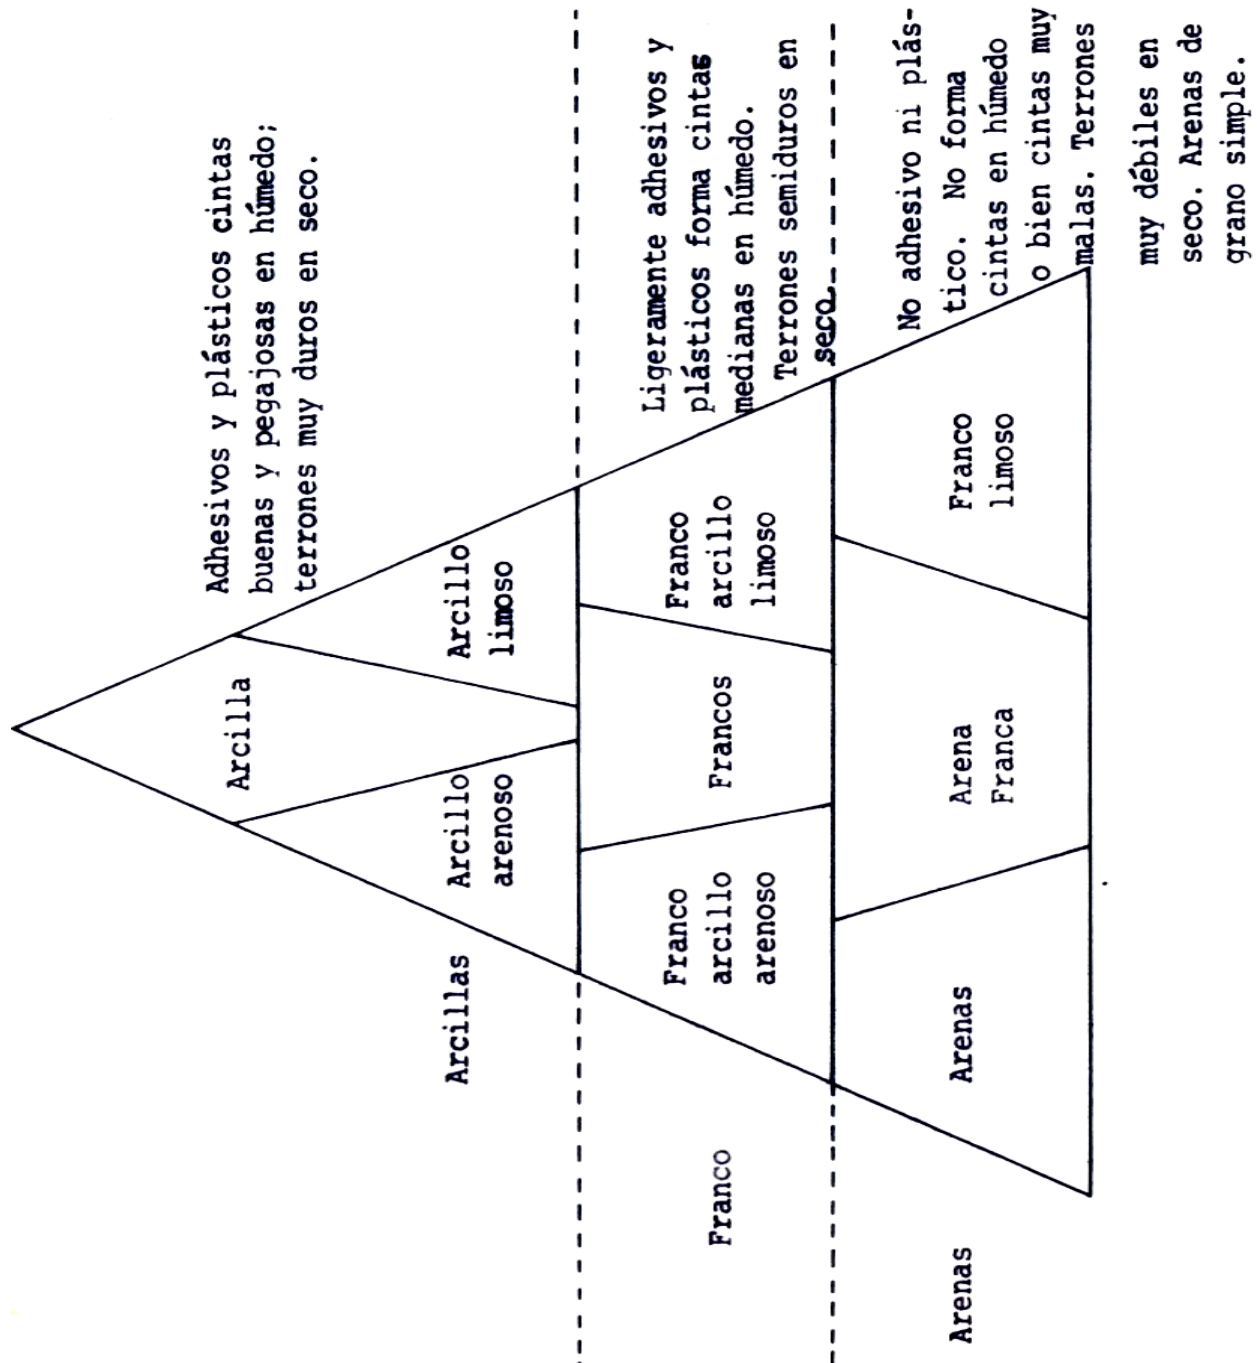 Arcillas
Arcilla
Arcillo
arenoso
Arcillo
limoso
Adhesivos y plásticos cintas
buenas y pegajosas en húmedo;
terrones muy duros en seco.
Franco
Franco
arcillo
arenoso
Francos
Franco
arcillo
limoso
Ligeramente adhesivos y
plásticos forma cintas
medianas en húmedo.
Terrones semiduros en
seco
Arenas
Arenas
Arena
Franca
Franco
limoso
No adhesivo ni plás-
tico. No forma
cintas en húmedo
o bien cintas muy
malas. Terrones
muy débiles en
seco. Arenas de
grano simple.